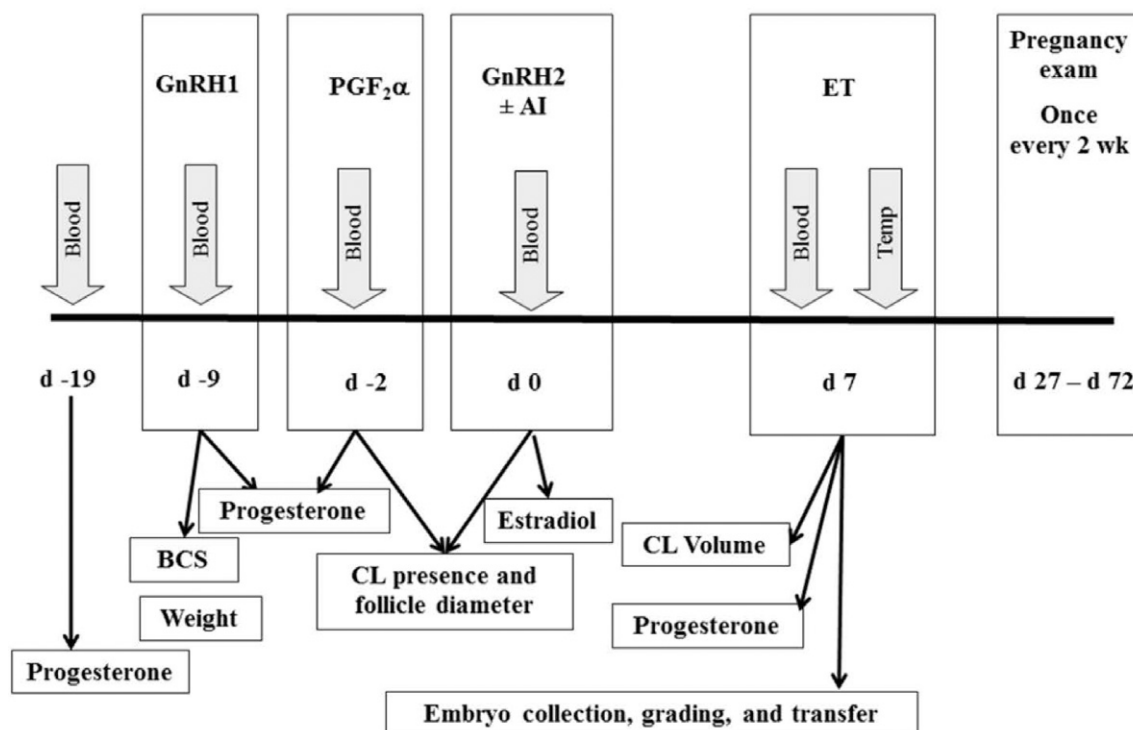 GnRH1
PGF₂α
GnRH2
± AI
ET
Pregnancy
exam
Once
every 2 wk
Blood
Blood
Blood
Blood
Blood
Temp
d -19
d -9
d -2
d 0
d 7
d 27 – d 72
Progesterone
Estradiol
BCS
CL Volume
CL presence and
follicle diameter
Weight
Progesterone
Progesterone
Embryo collection, grading, and transfer